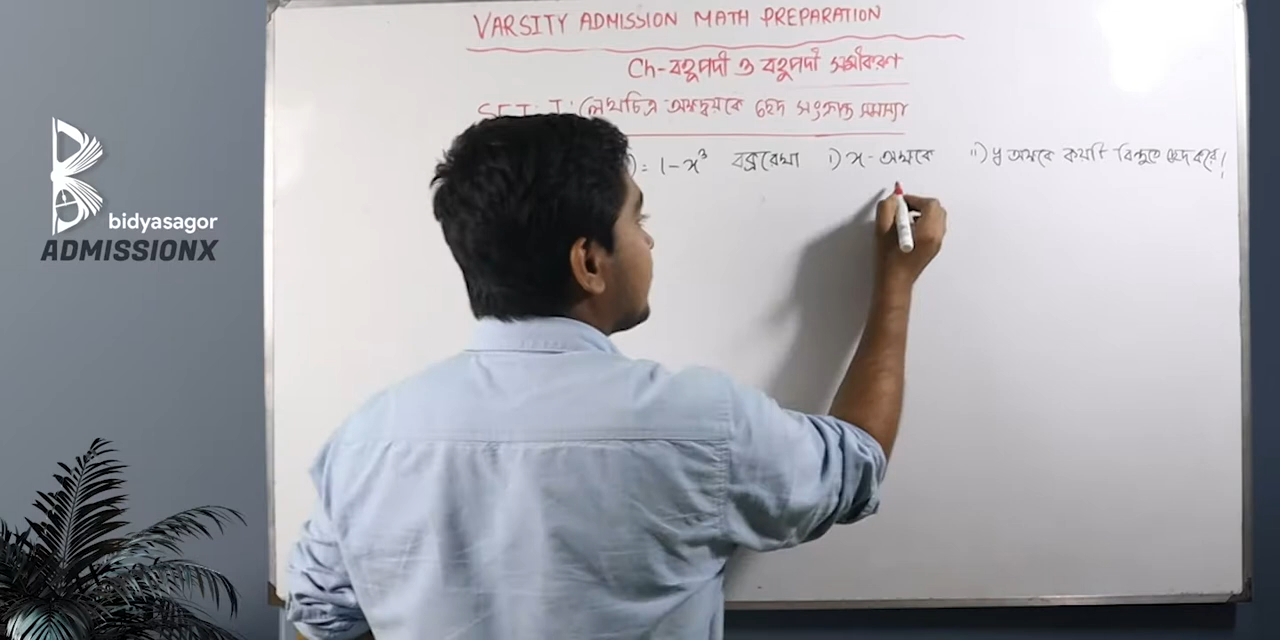 VARSITY ADMISSION MATH PREPARATION
Ch-বহুপদী ও বহুপদী সমীকরণ
SET: I: লেখচিত্র অক্ষদ্বয়কে ছেদ সংক্রান্ত সমস্যা
= 1-x³ বক্ররেখা i) x-অক্ষকে ii) y অক্ষকে কয়টি বিন্দুতে ছেদ করে।
bidyasagor
ADMISSIONX